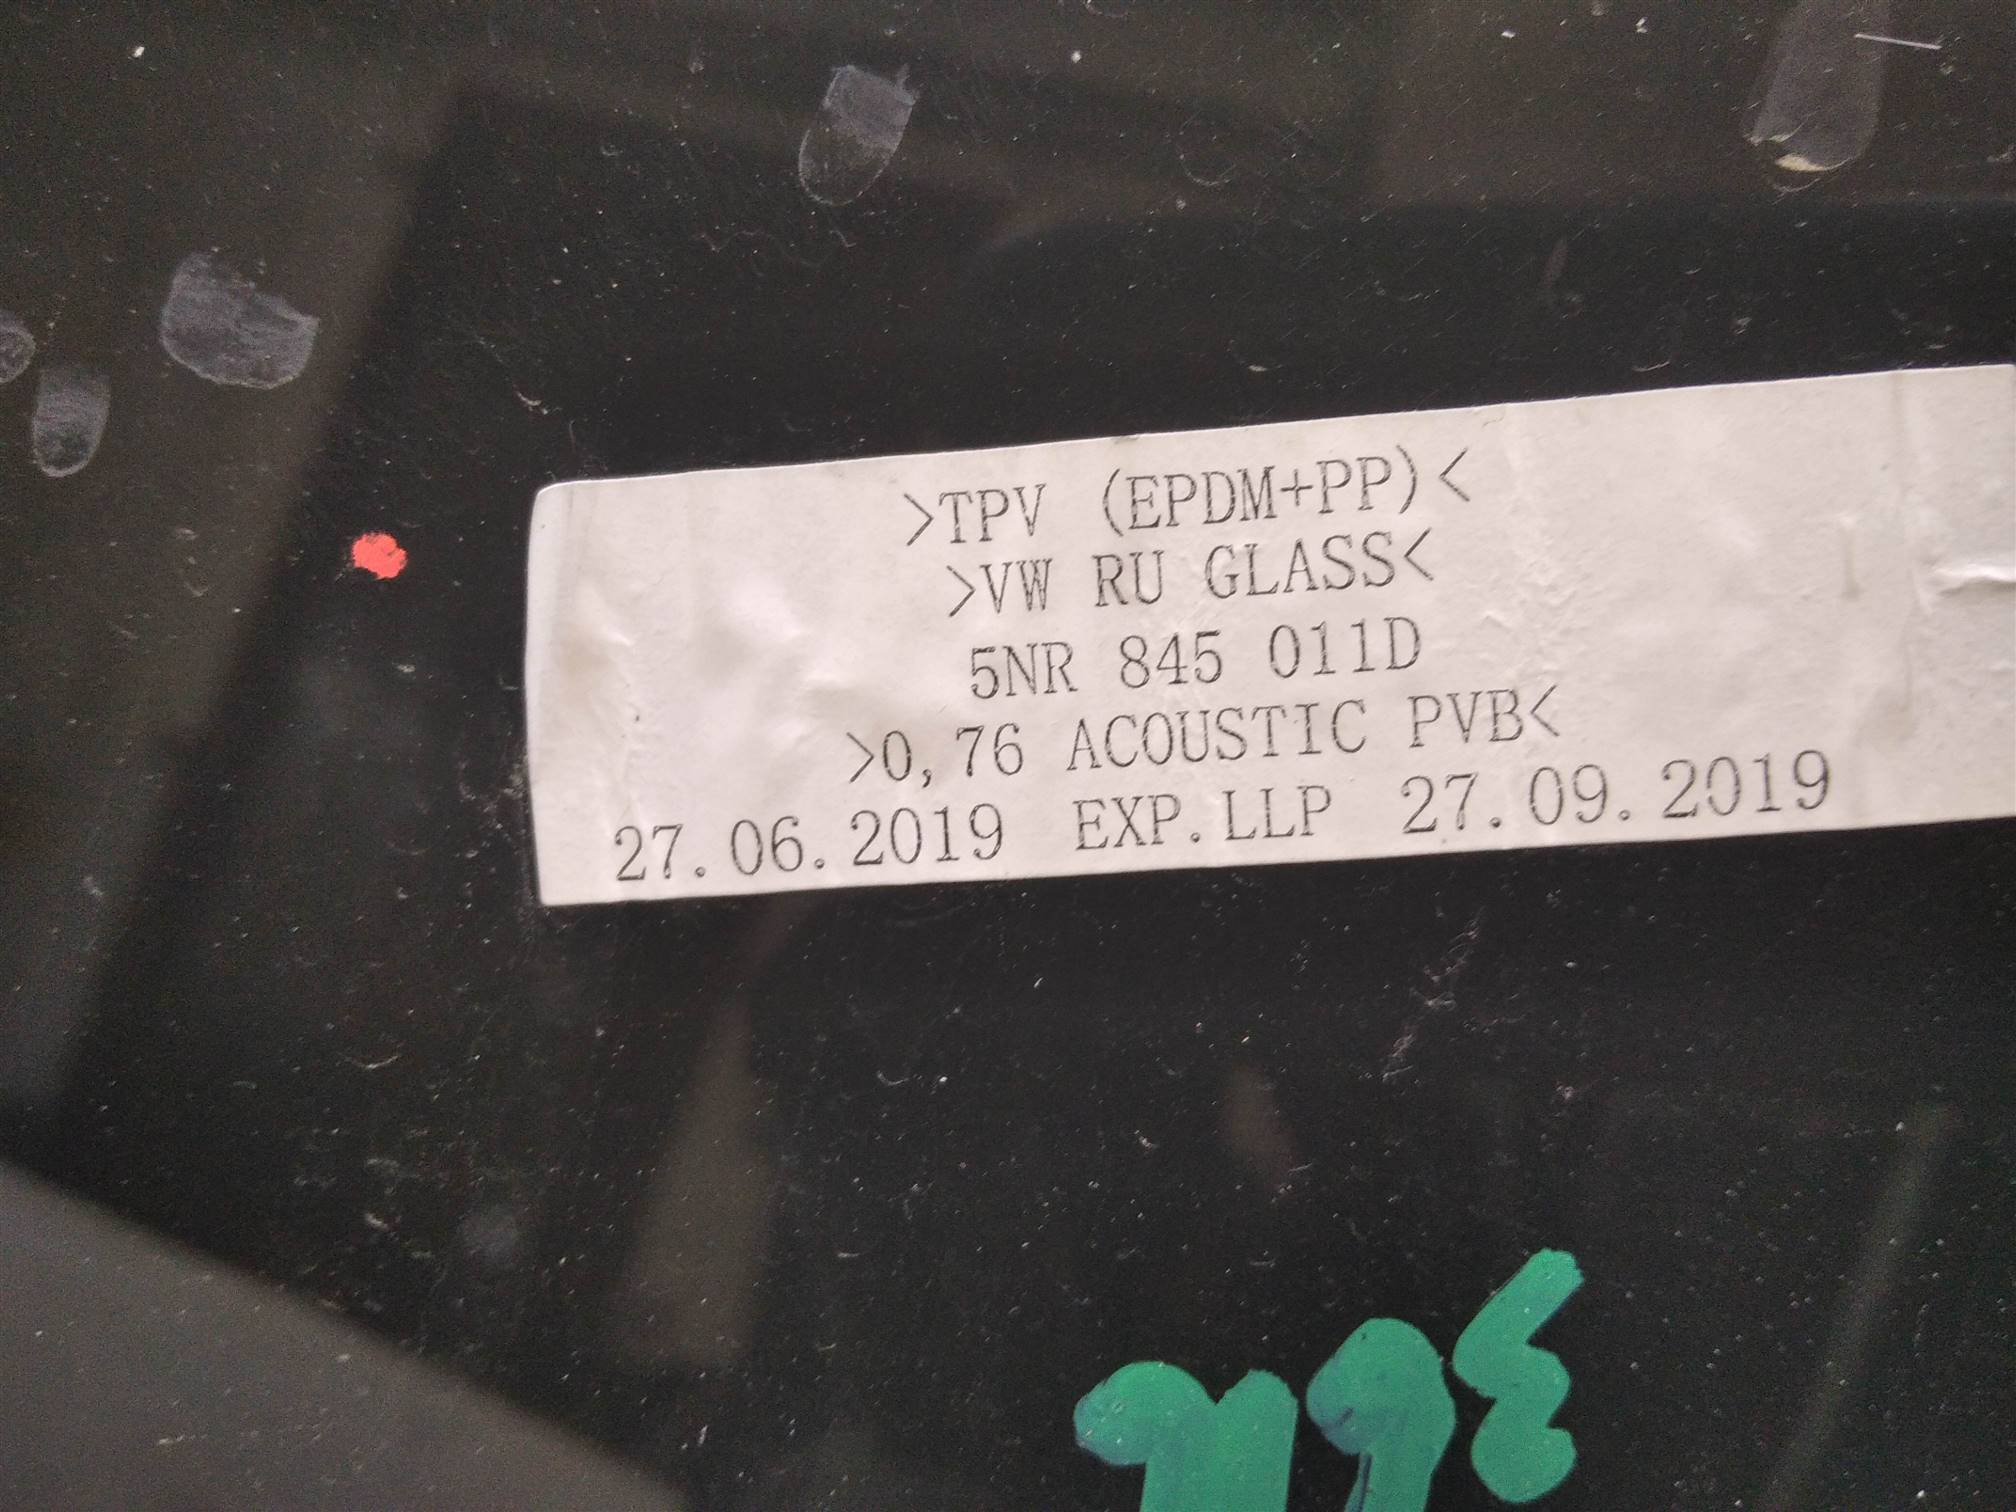 >TPV (EPDM+PP)<
>VW RU GLASS<
5NR 845 011D
>0,76 ACOUSTIC PVB<
27.06.2019 EXP.LLP 27.09.2019